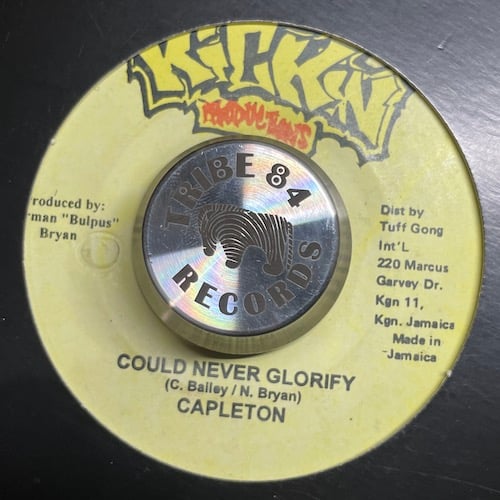 KiCKiN
PRODUCTIONS
TRIBE 84
RECORDS
roduced by:
rman "Bulpus"
Bryan
Dist by
Tuff Gong
Int'L
220 Marcus
Garvey Dr.
Kgn 11,
Kgn. Jamaica
Made in
Jamaica
COULD NEVER GLORIFY
(C. Bailey / N. Bryan)
CAPLETON